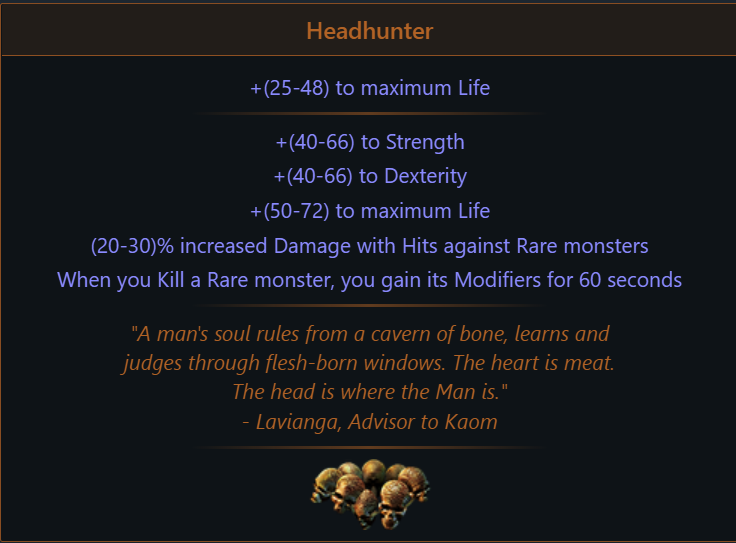 Headhunter
+(25-48) to maximum Life
+(40-66) to Strength
+(40-66) to Dexterity
+(50-72) to maximum Life
(20-30)% increased Damage with Hits against Rare monsters
When you Kill a Rare monster, you gain its Modifiers for 60 seconds
"A man's soul rules from a cavern of bone, learns and
judges through flesh-born windows. The heart is meat.
The head is where the Man is."
- Lavianga, Advisor to Kaom